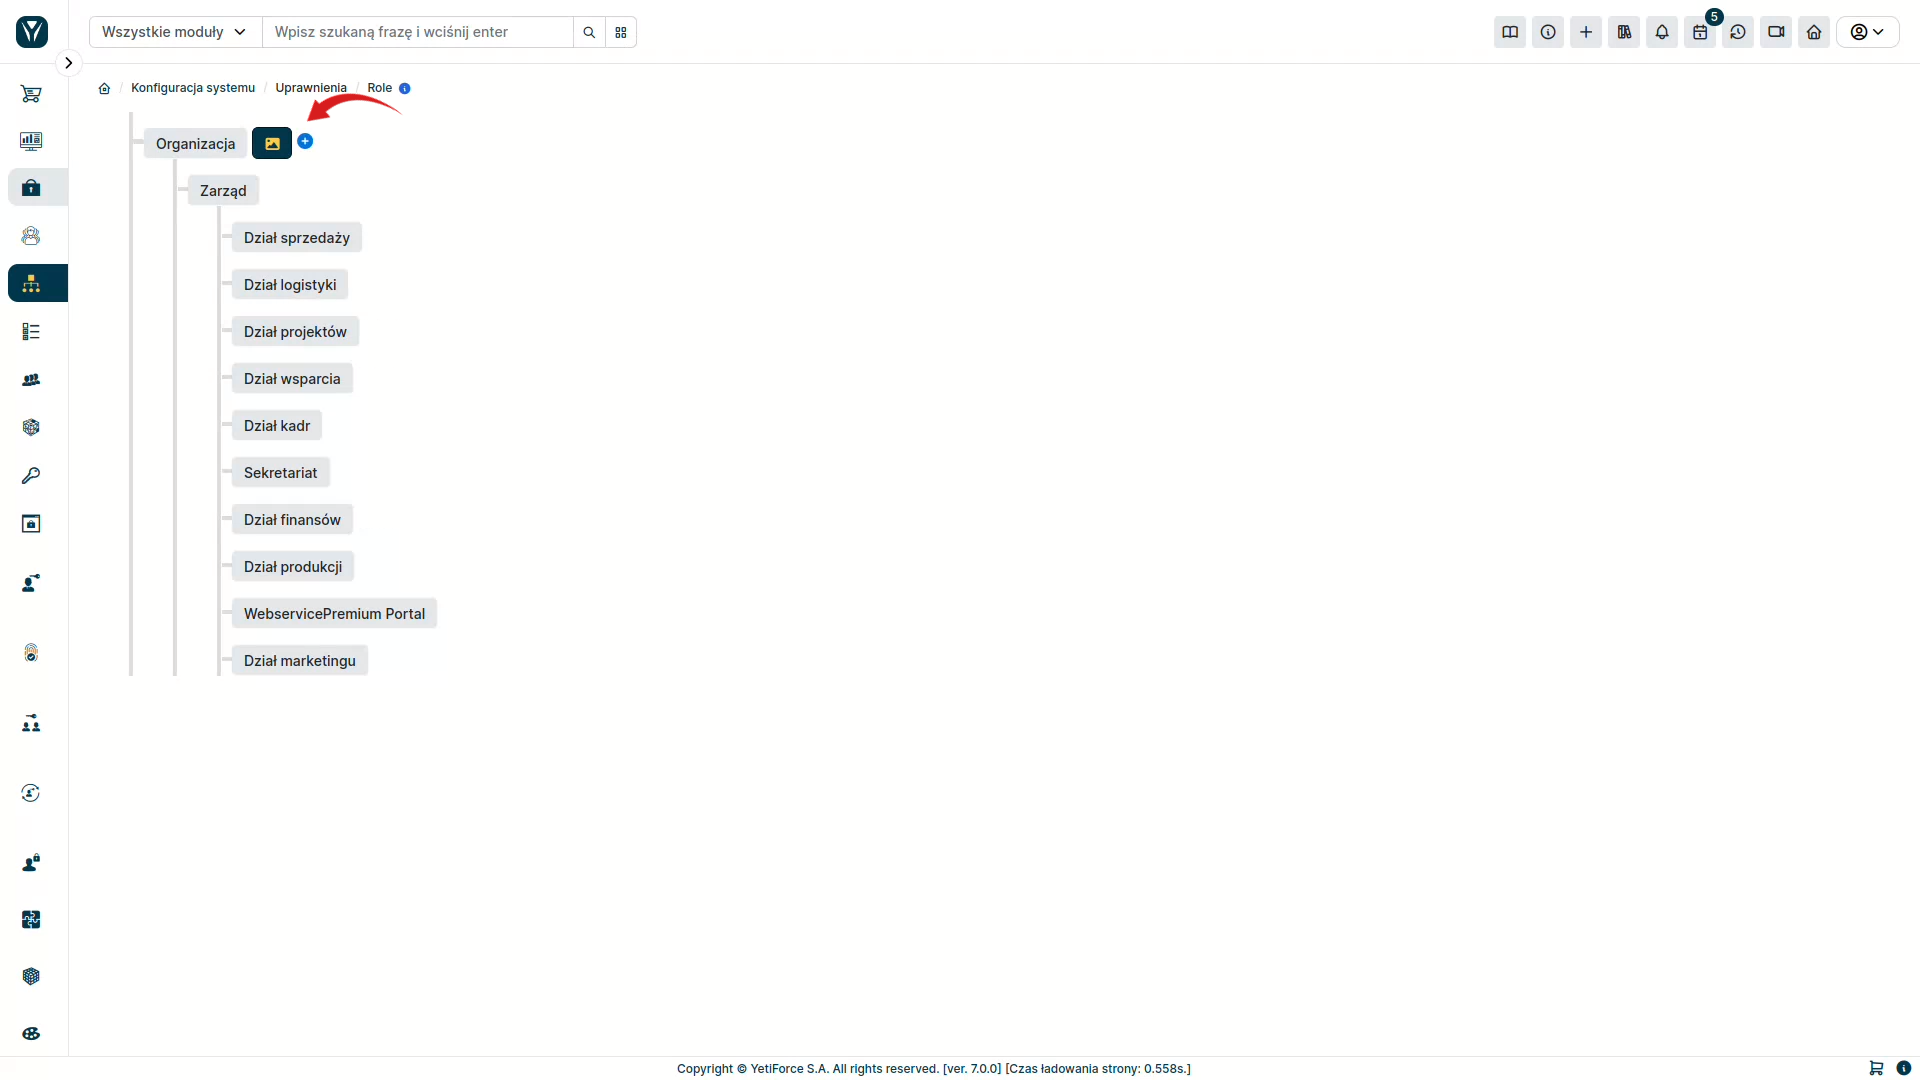 Wszystkie moduły
Wpisz szukaną frazę i wciśnij enter
5
Konfiguracja systemu / Uprawnienia / Role
Organizacja
Zarząd
Dział sprzedaży
Dział logistyki
Dział projektów
Dział wsparcia
Dział kadr
Sekretariat
Dział finansów
Dział produkcji
WebservicePremium Portal
Dział marketingu
Copyright © YetiForce S.A. All rights reserved. [ver. 7.0.0] [Czas ładowania strony: 0.558s.]